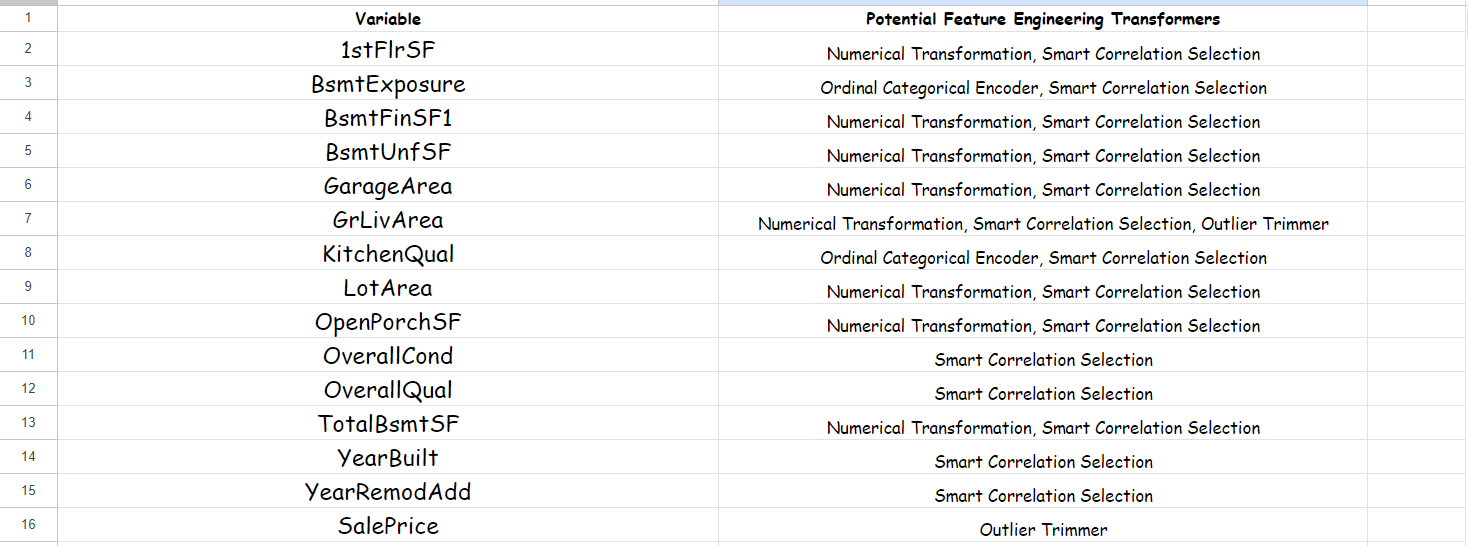 1 Variable Potential Feature Engineering Transformers
2 1stFlrSF Numerical Transformation, Smart Correlation Selection
3 BsmtExposure Ordinal Categorical Encoder, Smart Correlation Selection
4 BsmtFinSF1 Numerical Transformation, Smart Correlation Selection
5 BsmtUnfSF Numerical Transformation, Smart Correlation Selection
6 GarageArea Numerical Transformation, Smart Correlation Selection
7 GrLivArea Numerical Transformation, Smart Correlation Selection, Outlier Trimmer
8 KitchenQual Ordinal Categorical Encoder, Smart Correlation Selection
9 LotArea Numerical Transformation, Smart Correlation Selection
10 OpenPorchSF Numerical Transformation, Smart Correlation Selection
11 OverallCond Smart Correlation Selection
12 OverallQual Smart Correlation Selection
13 TotalBsmtSF Numerical Transformation, Smart Correlation Selection
14 YearBuilt Smart Correlation Selection
15 YearRemodAdd Smart Correlation Selection
16 SalePrice Outlier Trimmer